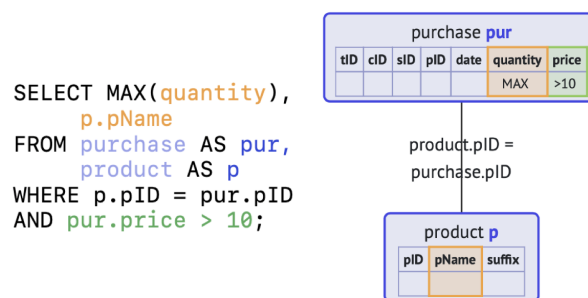 SELECT MAX(quantity),
p.pName
FROM purchase AS pur,
product AS p
WHERE p.pID = pur.pID
AND pur.price > 10;
purchase pur
tID cID sID pID date quantity price
MAX >10
product.pID =
purchase.pID
product p
pID pName suffix